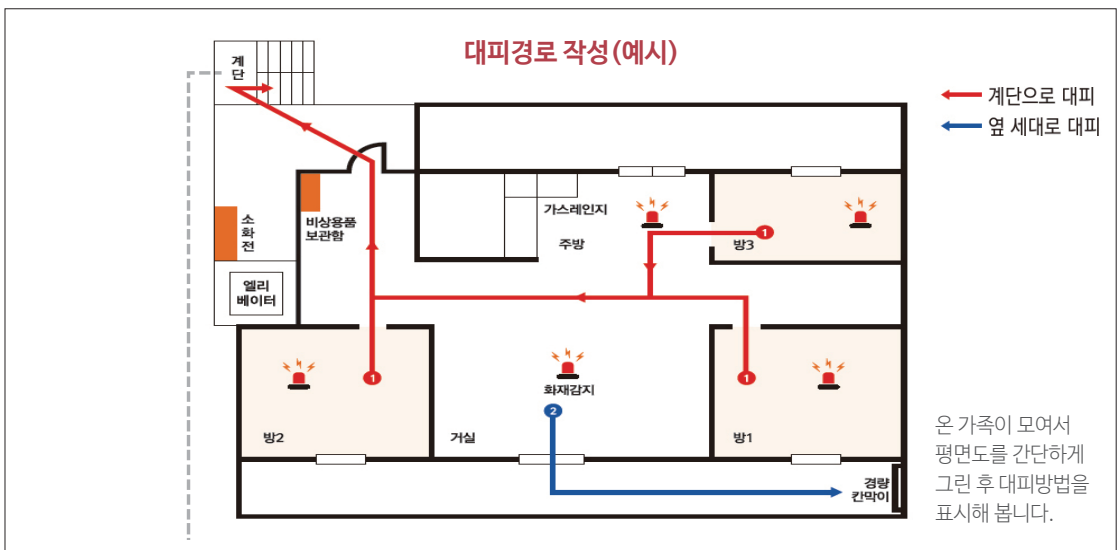 대피경로 작성(예시)
계
단
계단으로 대피
옆 세대로 대피
소
화
전
비상용품
보관함
가스레인지
주방
1
방3
엘리
베이터
1
방2
화재감지
2
거실
1
방1
경량
칸막이
온 가족이 모여서
평면도를 간단하게
그린 후 대피방법을
표시해 봅니다.